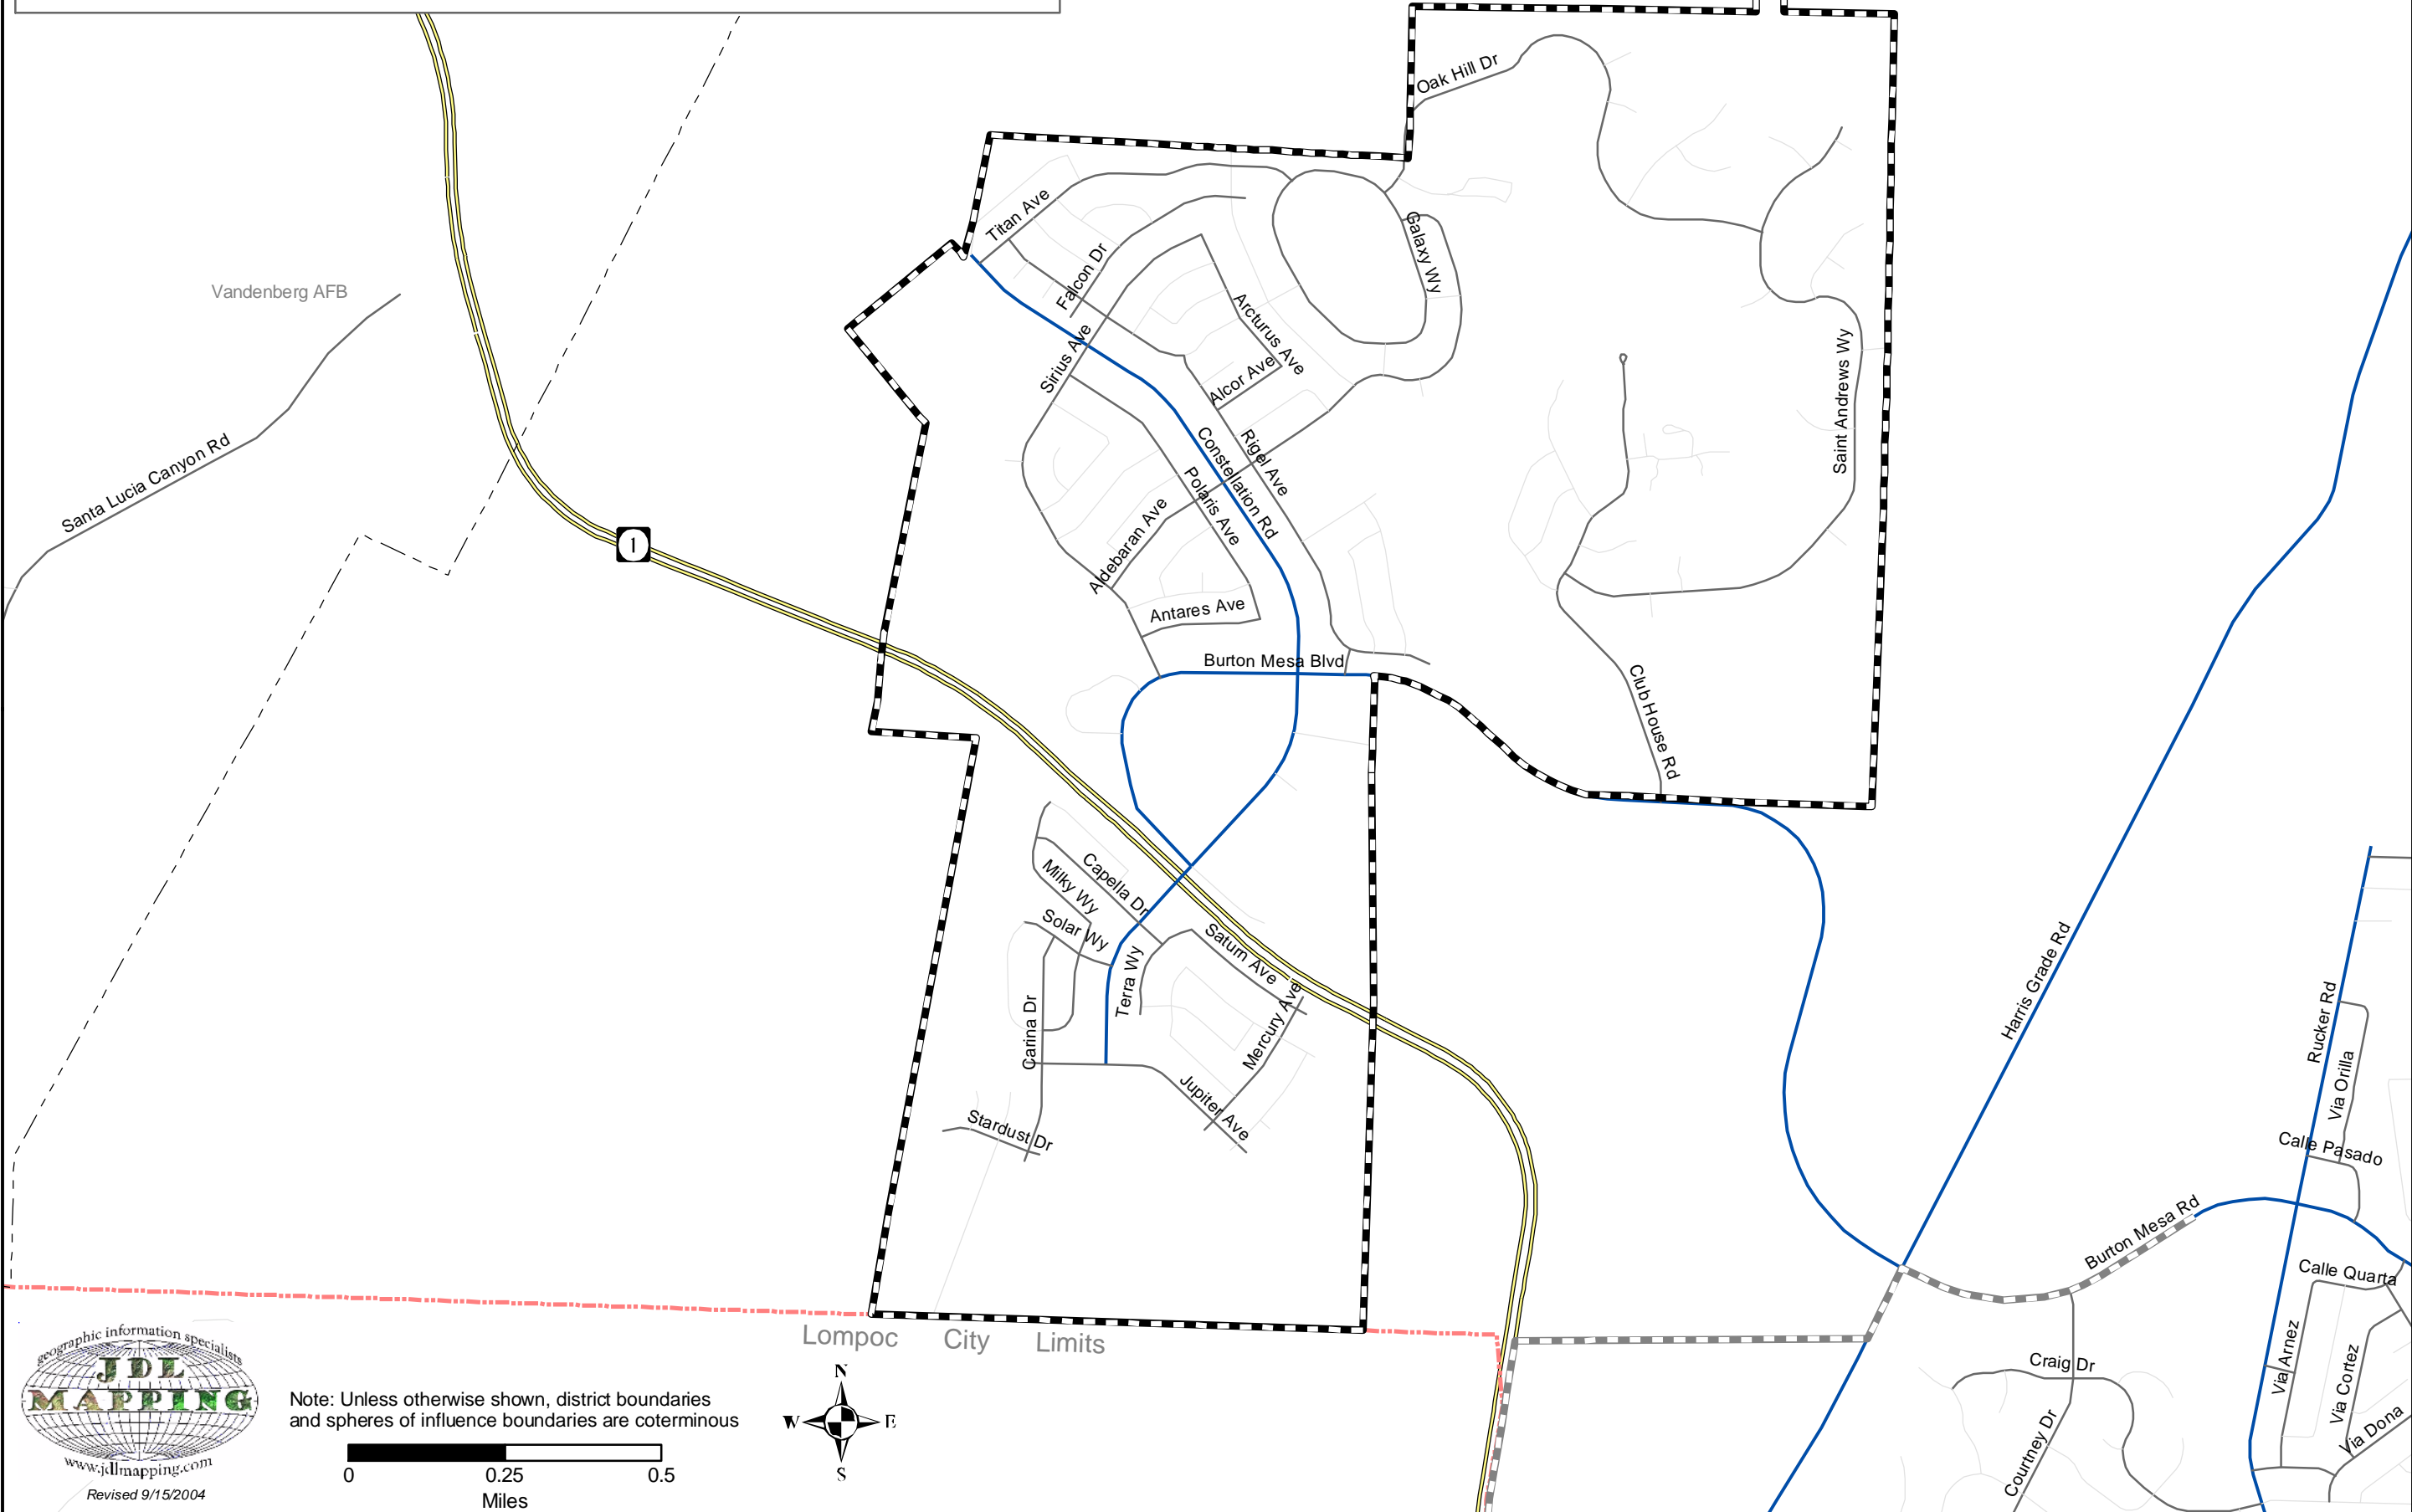 Oak Hill Dr
Titan Ave
Falcon Dr
Galaxy Wy
Vandenberg AFB
Sirius Ave
Arcturus Ave
Alcor Ave
Saint Andrews Wy
Santa Lucia Canyon Rd
Constellation Rd
Rigel Ave
Polaris Ave
1
Aldebaran Ave
Antares Ave
Burton Mesa Blvd
Club House Rd
Capella Dr
Milky Wy
Solar Wy
Saturn Ave
Terra Wy
Carina Dr
Mercury Ave
Harris Grade Rd
Rucker Rd
Via Orilla
Jupiter Ave
Stardust Dr
Calle Pasado
Burton Mesa Rd
Calle Quarta
Lompoc City Limits
Via Arnez
Via Cortez
Craig Dr
Via Dona
Courtney Dr
geographic information specialists
JDL
MAPPING
www.jdlmapping.com
Revised 9/15/2004
Note: Unless otherwise shown, district boundaries
and spheres of influence boundaries are coterminous
0 0.25 0.5
Miles
N
W E
S